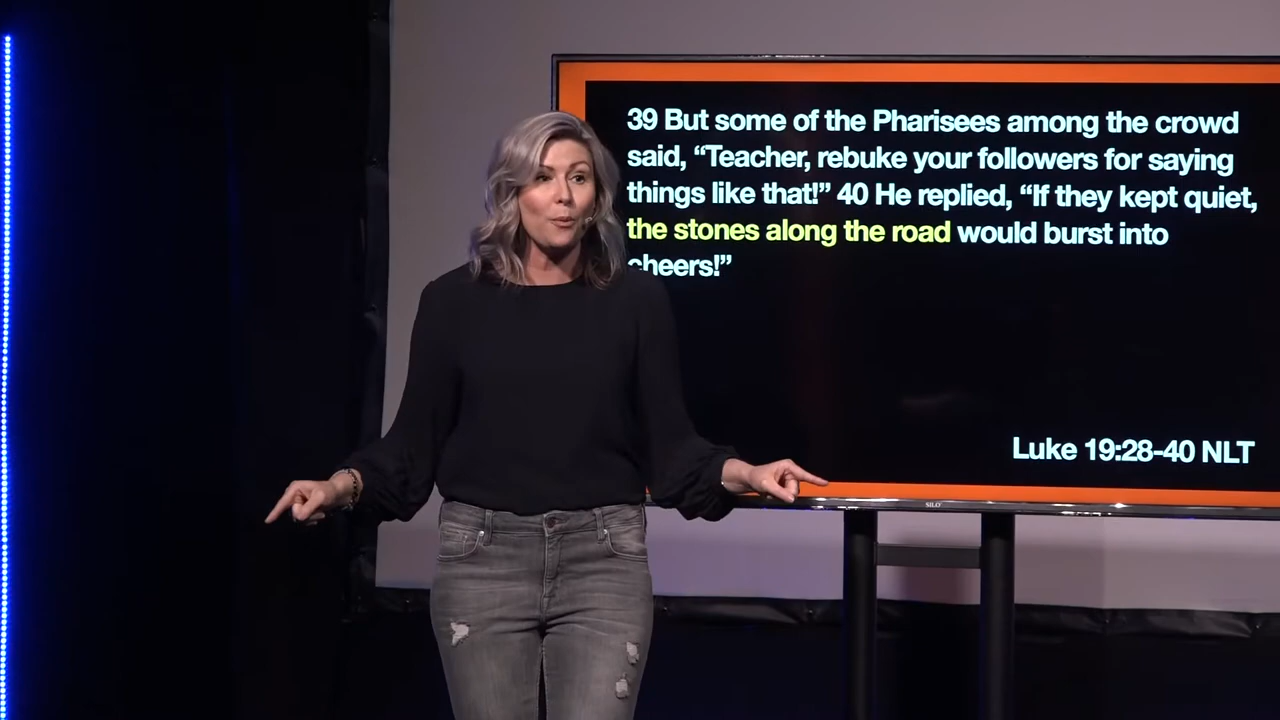 39 But some of the Pharisees among the crowd
said, “Teacher, rebuke your followers for saying
things like that!” 40 He replied, “If they kept quiet,
the stones along the road would burst into
cheers!”
Luke 19:28-40 NLT
SILO